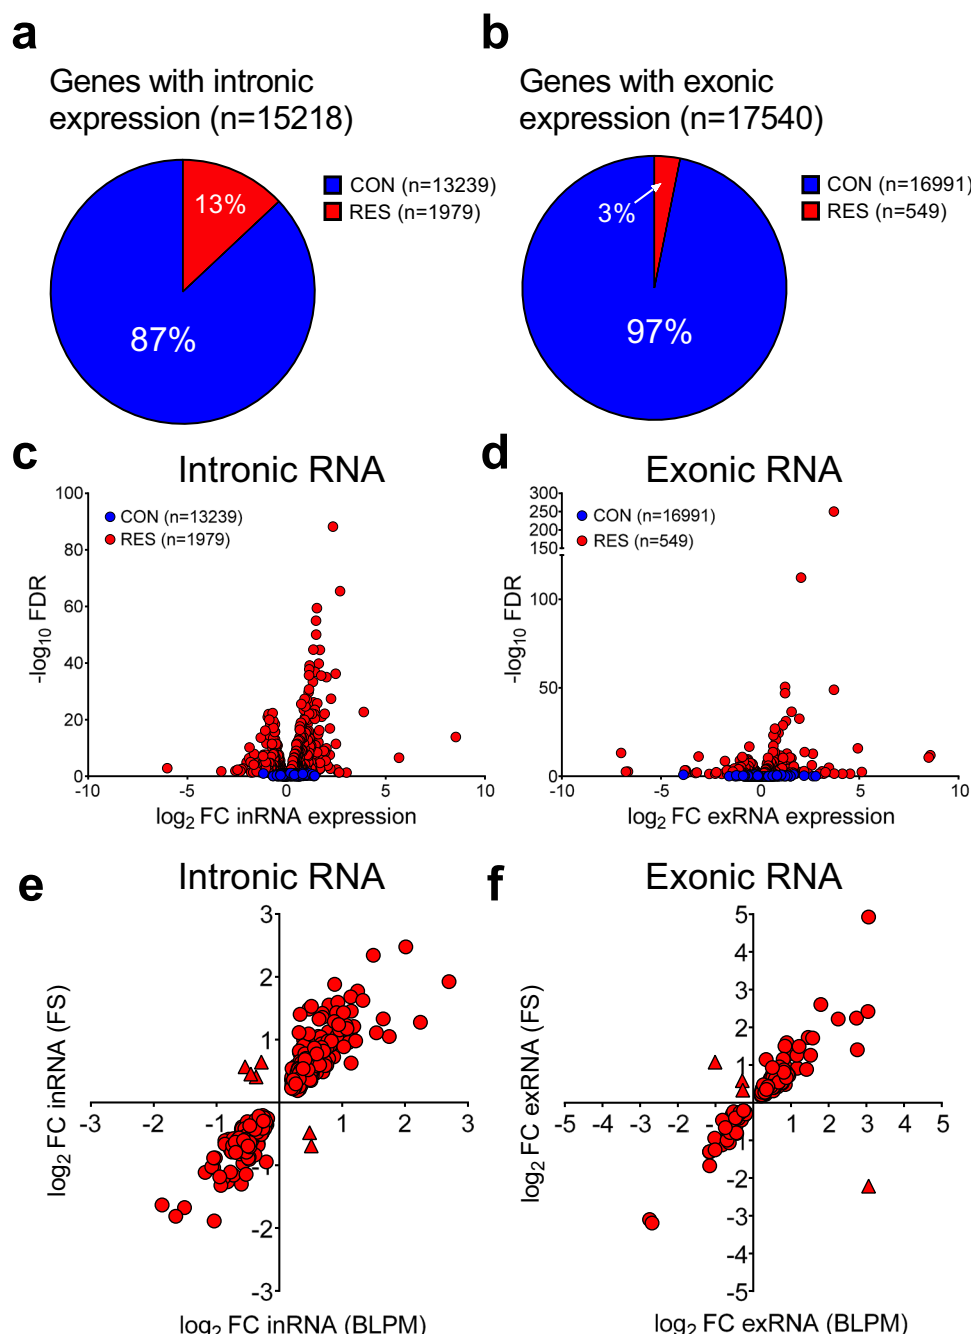 a
Genes with intronic
expression (n=15218)
CON (n=13239)
RES (n=1979)
13%
87%
b
Genes with exonic
expression (n=17540)
CON (n=16991)
RES (n=549)
3%
97%
c
Intronic RNA
CON (n=13239)
RES (n=1979)
-log10 FDR
100
80
60
40
20
0
-10
-5
0
5
10
log2 FC inRNA expression
d
Exonic RNA
CON (n=16991)
RES (n=549)
-log10 FDR
300
250
200
150
100
50
0
-10
-5
0
5
10
log2 FC exRNA expression
e
Intronic RNA
log2 FC inRNA (FS)
3
2
1
-1
-2
-3
-3
-2
-1
1
2
3
log2 FC inRNA (BLPM)
f
Exonic RNA
log2 FC exRNA (FS)
5
4
3
2
1
-1
-2
-3
-4
-5
-5
-4
-3
-2
-1
1
2
3
4
5
log2 FC exRNA (BLPM)